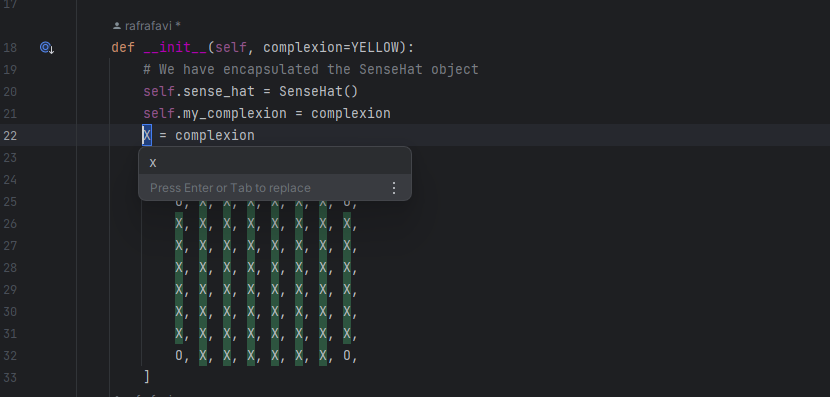 17
rafrafavi *
18 def __init__(self, complexion=YELLOW):
19 # We have encapsulated the SenseHat object
20 self.sense_hat = SenseHat()
21 self.my_complexion = complexion
22 X = complexion
23 x
24 Press Enter or Tab to replace
25 O, X, X, X, X, X, X, O,
26 X, X, X, X, X, X, X, X,
27 X, X, X, X, X, X, X, X,
28 X, X, X, X, X, X, X, X,
29 X, X, X, X, X, X, X, X,
30 X, X, X, X, X, X, X, X,
31 X, X, X, X, X, X, X, X,
32 O, X, X, X, X, X, X, O,
33 ]